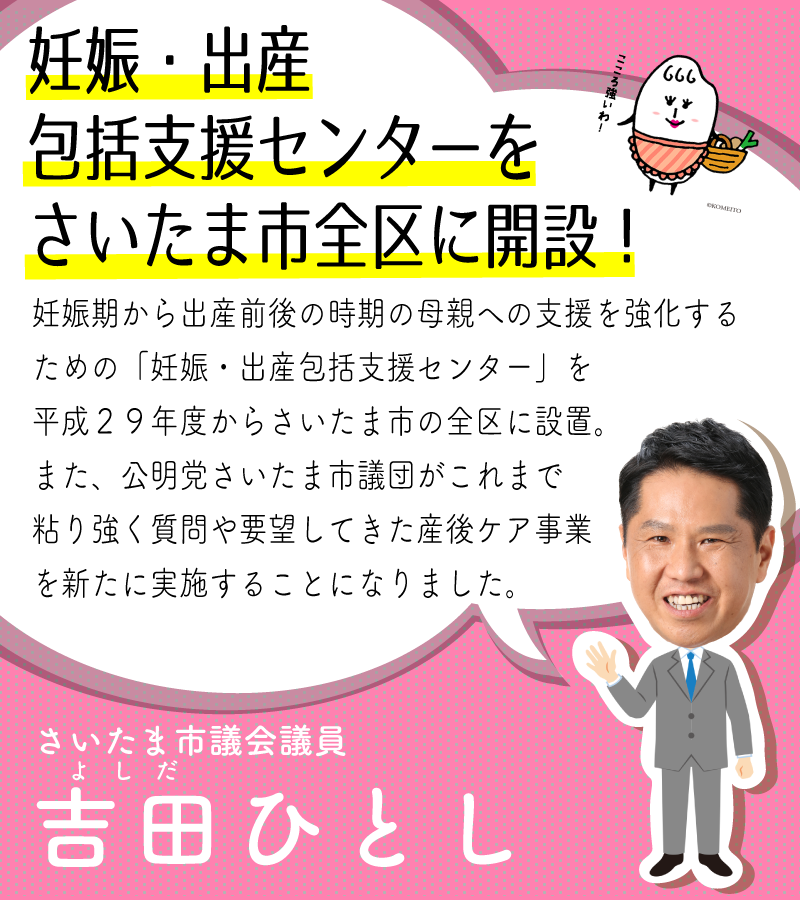 妊娠・出産
包括支援センターを
さいたま市全区に開設！
こころ強いわ！
©KOMEITO
妊娠期から出産前後の時期の母親への支援を強化する
ための「妊娠・出産包括支援センター」を
平成２９年度からさいたま市の全区に設置。
また、公明党さいたま市議団がこれまで
粘り強く質問や要望してきた産後ケア事業
を新たに実施することになりました。
さいたま市議会議員
よしだ
吉田ひとし